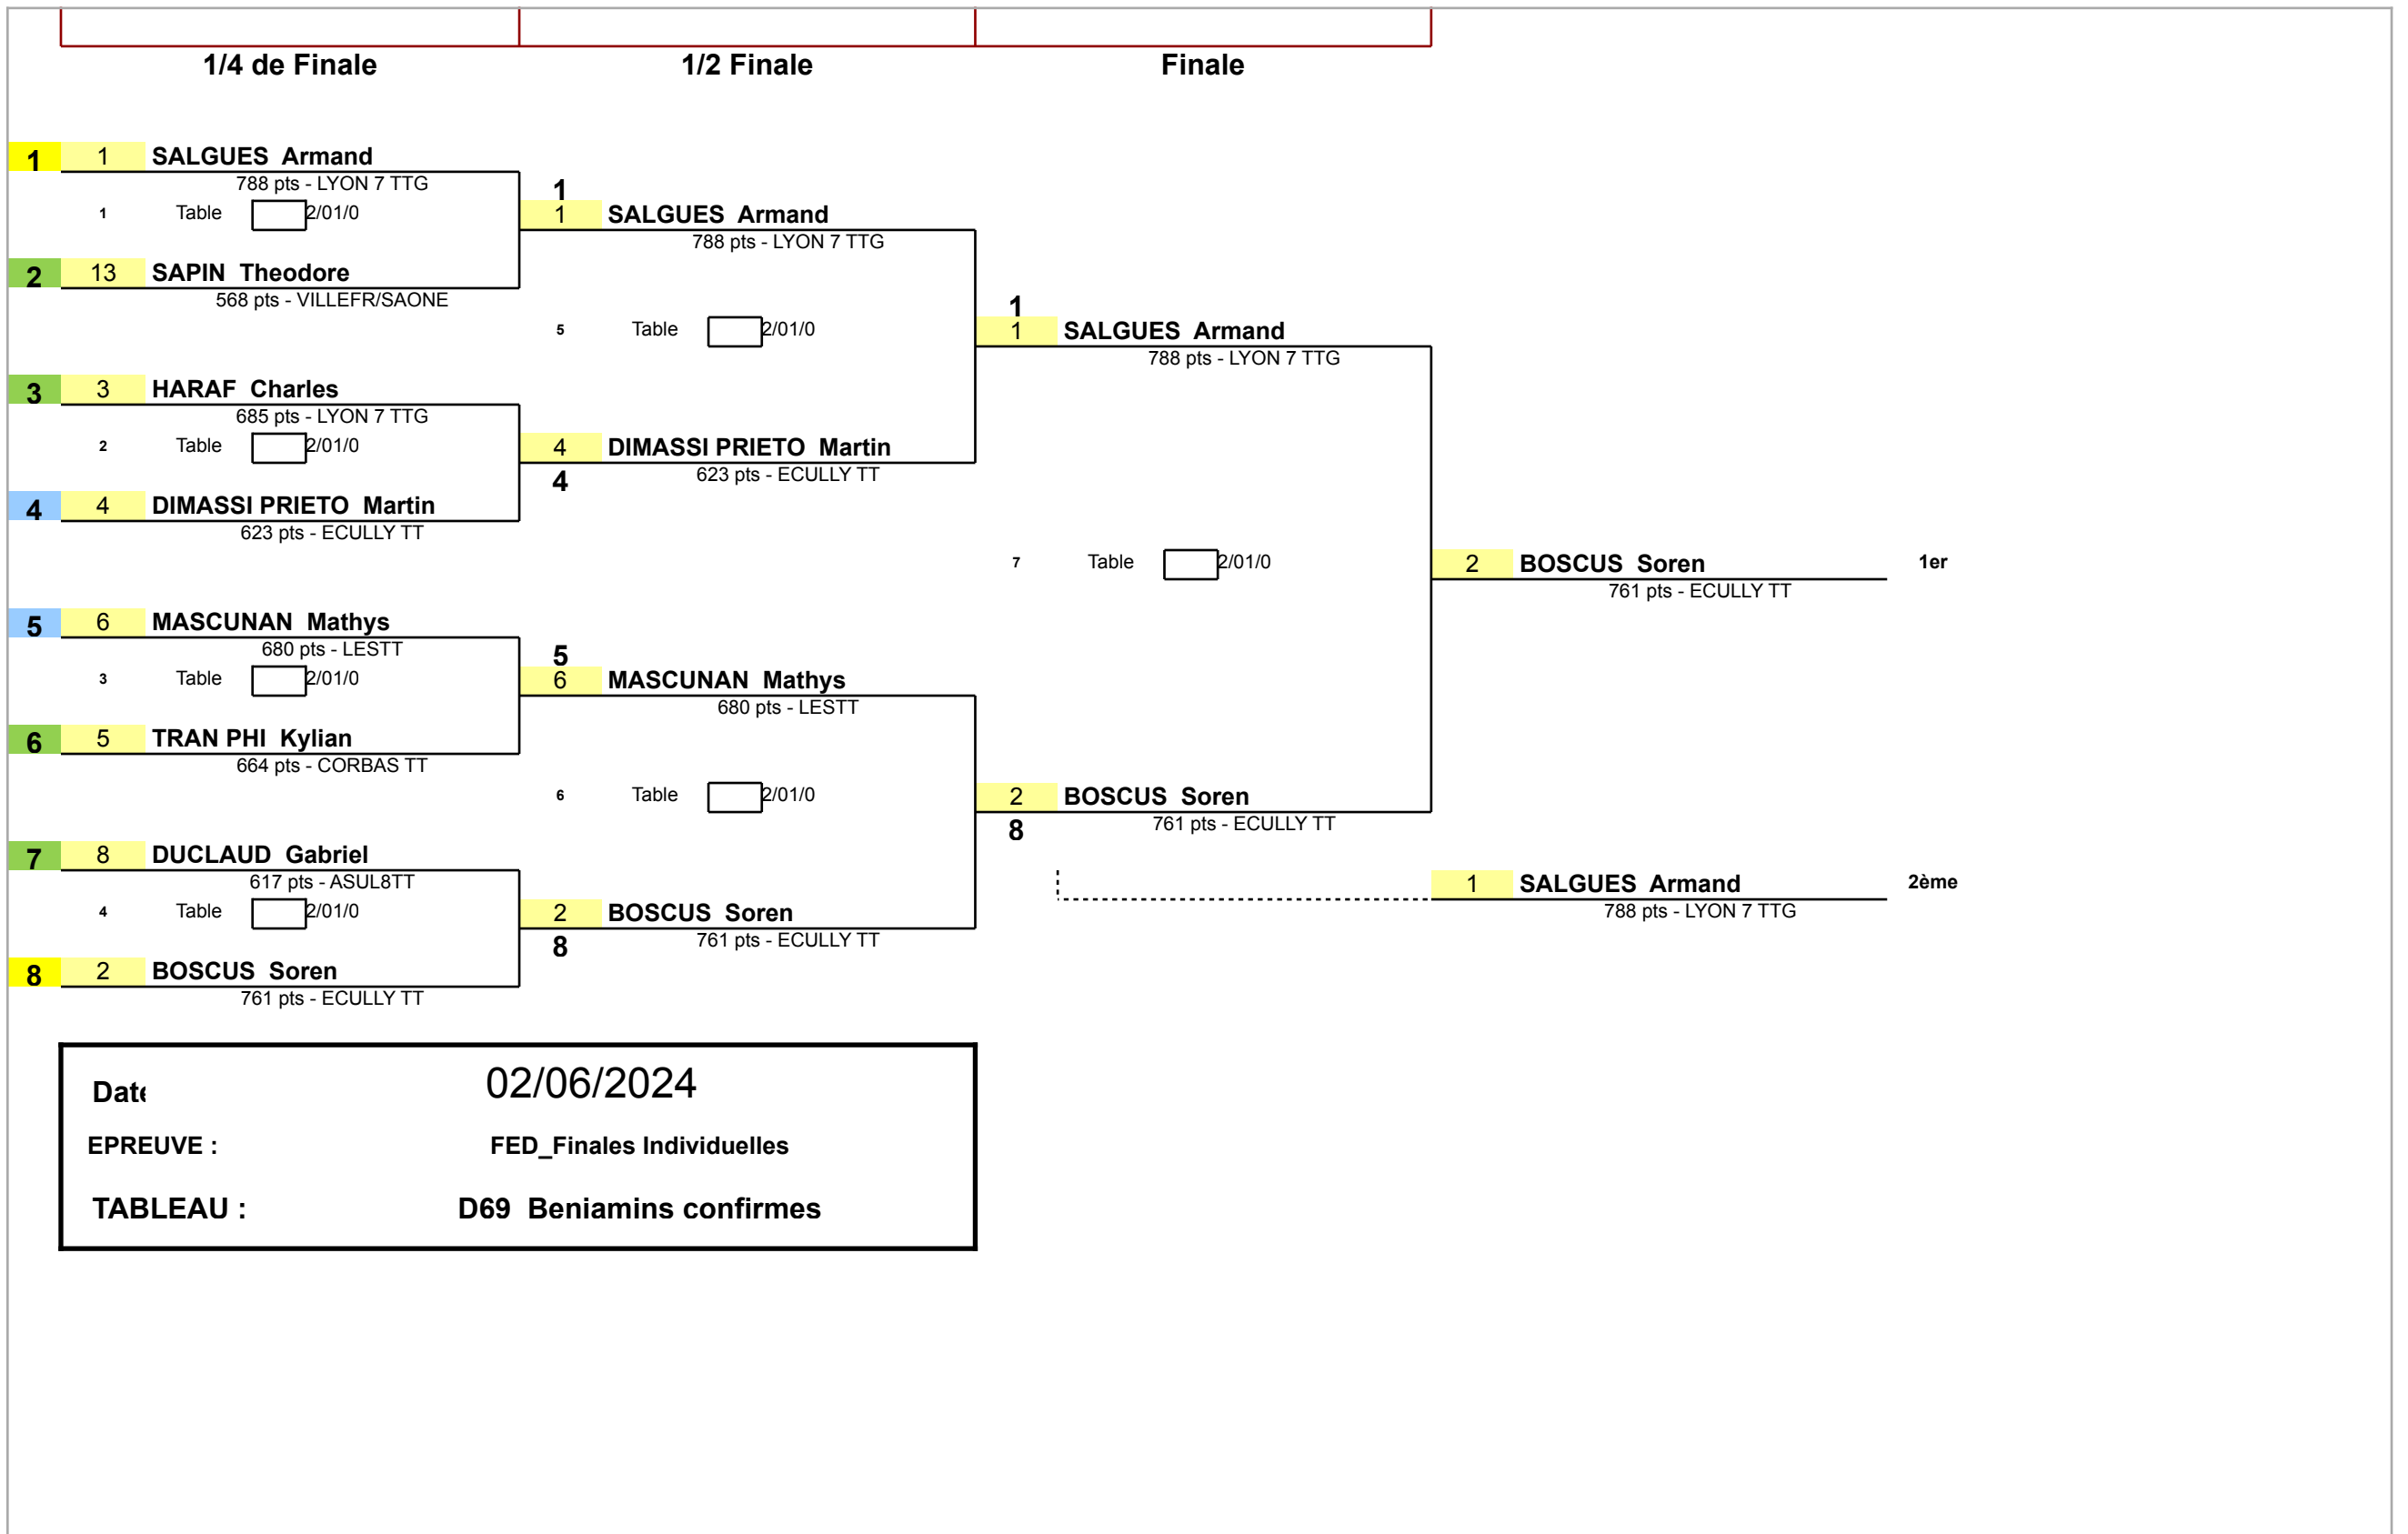 1/4 de Finale 1/2 Finale Finale
1 1 SALGUES Armand
788 pts - LYON 7 TTG
1
1 Table 2/01/0
1 SALGUES Armand
788 pts - LYON 7 TTG
2 13 SAPIN Theodore
568 pts - VILLEFR/SAONE
1
5 Table 2/01/0
1 SALGUES Armand
788 pts - LYON 7 TTG
3 3 HARAF Charles
685 pts - LYON 7 TTG
2 Table 2/01/0
4 DIMASSI PRIETO Martin
623 pts - ECULLY TT
4
4 4 DIMASSI PRIETO Martin
623 pts - ECULLY TT
7 Table 2/01/0
2 BOSCUS Soren 1er
761 pts - ECULLY TT
5 6 MASCUNAN Mathys
680 pts - LESTT
5
3 Table 2/01/0
6 MASCUNAN Mathys
680 pts - LESTT
6 5 TRAN PHI Kylian
664 pts - CORBAS TT
6 Table 2/01/0
2 BOSCUS Soren
761 pts - ECULLY TT
8
7 8 DUCLAUD Gabriel
617 pts - ASUL8TT
1 SALGUES Armand 2ème
788 pts - LYON 7 TTG
4 Table 2/01/0
2 BOSCUS Soren
761 pts - ECULLY TT
8
8 2 BOSCUS Soren
761 pts - ECULLY TT
Date 02/06/2024
EPREUVE : FED_Finales Individuelles
TABLEAU : D69 Beniamins confirmes